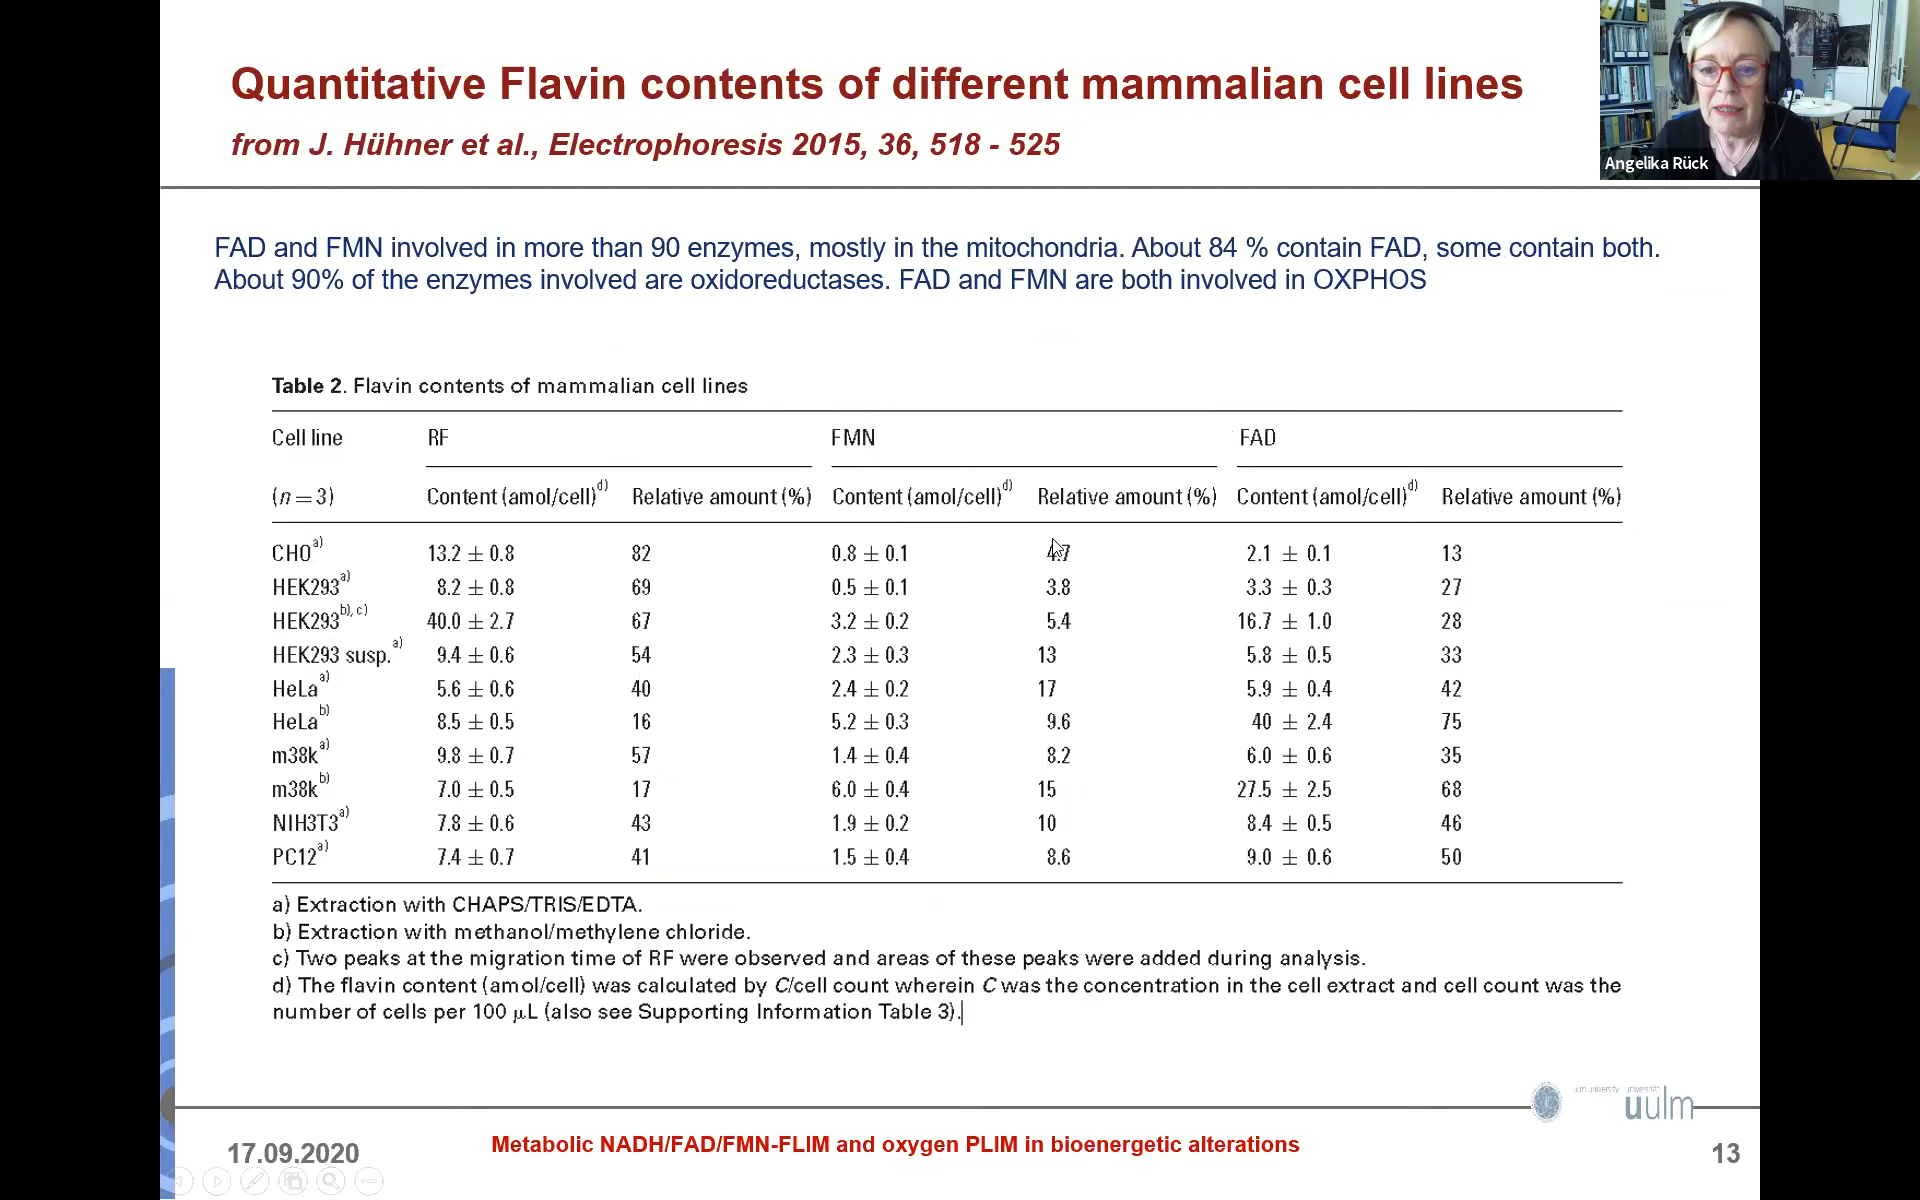 Quantitative Flavin contents of different mammalian cell lines
from J. Hühner et al., Electrophoresis 2015, 36, 518 - 525
Angelika Rück
FAD and FMN involved in more than 90 enzymes, mostly in the mitochondria. About 84 % contain FAD, some contain both.
About 90% of the enzymes involved are oxidoreductases. FAD and FMN are both involved in OXPHOS
Table 2. Flavin contents of mammalian cell lines
Cell line RF FMN FAD
(n = 3) Content (amol/cell)d) Relative amount (%) Content (amol/cell)d) Relative amount (%) Content (amol/cell)d) Relative amount (%)
CHOa) 13.2 ± 0.8 82 0.8 ± 0.1 4.7 2.1 ± 0.1 13
HEK293a) 8.2 ± 0.8 69 0.5 ± 0.1 3.8 3.3 ± 0.3 27
HEK293b), c) 40.0 ± 2.7 67 3.2 ± 0.2 5.4 16.7 ± 1.0 28
HEK293 susp.a) 9.4 ± 0.6 54 2.3 ± 0.3 13 5.8 ± 0.5 33
HeLaa) 5.6 ± 0.6 40 2.4 ± 0.2 17 5.9 ± 0.4 42
HeLab) 8.5 ± 0.5 16 5.2 ± 0.3 9.6 40 ± 2.4 75
m38ka) 9.8 ± 0.7 57 1.4 ± 0.4 8.2 6.0 ± 0.6 35
m38kb) 7.0 ± 0.5 17 6.0 ± 0.4 15 27.5 ± 2.5 68
NIH3T3a) 7.8 ± 0.6 43 1.9 ± 0.2 10 8.4 ± 0.5 46
PC12a) 7.4 ± 0.7 41 1.5 ± 0.4 8.6 9.0 ± 0.6 50
a) Extraction with CHAPS/TRIS/EDTA.
b) Extraction with methanol/methylene chloride.
c) Two peaks at the migration time of RF were observed and areas of these peaks were added during analysis.
d) The flavin content (amol/cell) was calculated by C/cell count wherein C was the concentration in the cell extract and cell count was the
number of cells per 100 µL (also see Supporting Information Table 3).
ulm university universität
uulm
17.09.2020
Metabolic NADH/FAD/FMN-FLIM and oxygen PLIM in bioenergetic alterations
13